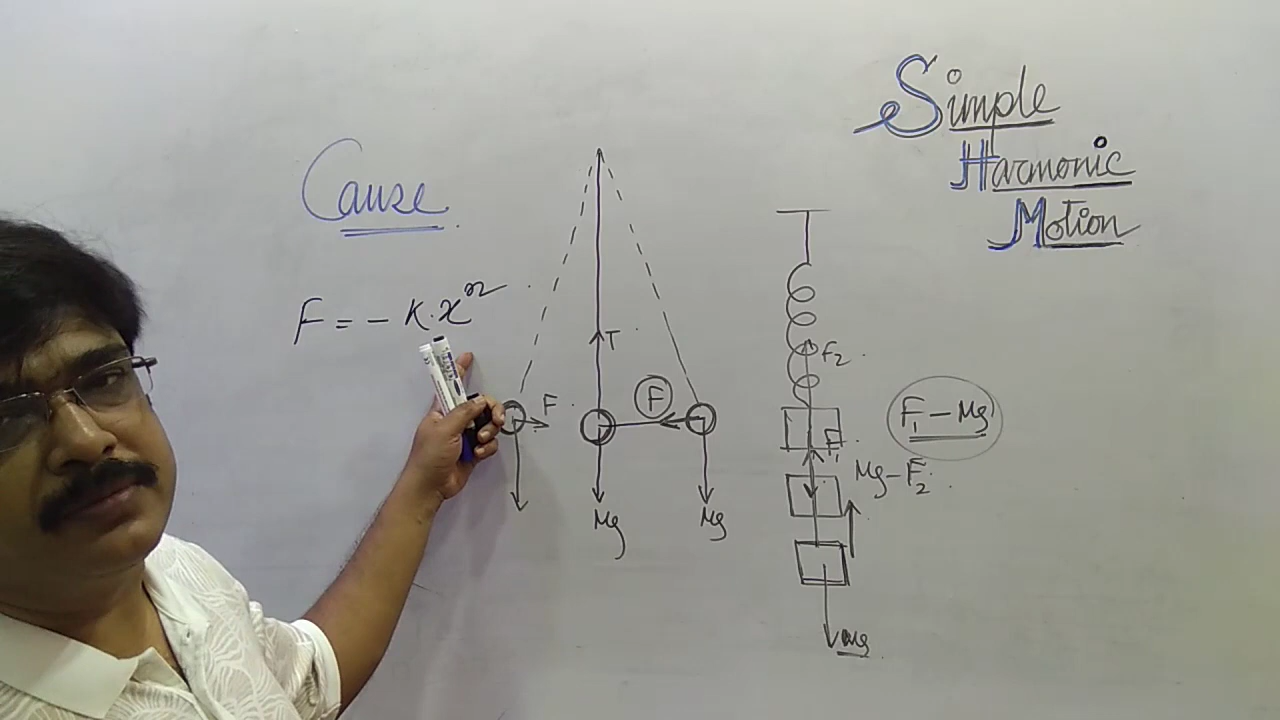 Simple
Harmonic
Motion
Cause
F = - K.x^n
T
F
F
Mg
Mg
F2
F1
F1 - Mg
Mg - F2
Mg